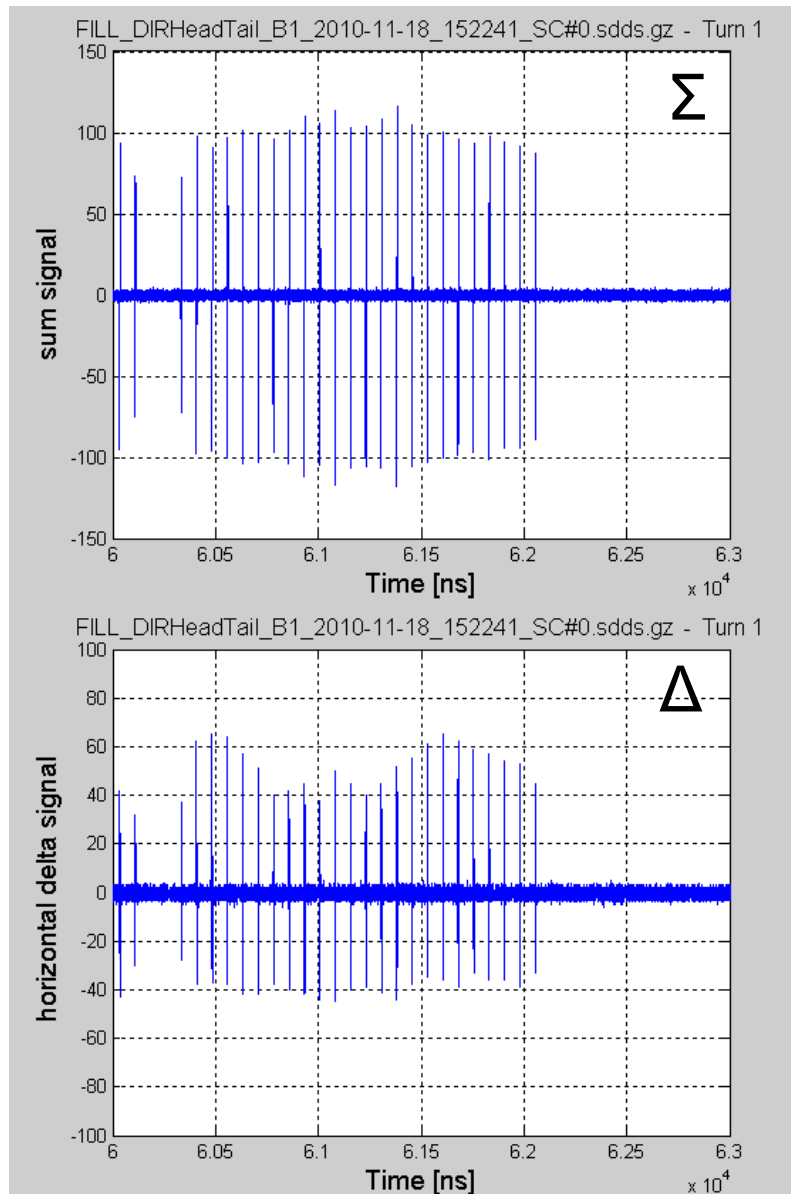 FILL_DIRHeadTail_B1_2010-11-18_152241_SC#0.sdds.gz - Turn 1
150
Σ
100
50
0
-50
-100
-150
sum signal
6 6.05 6.1 6.15 6.2 6.25 6.3
Time [ns]
x 10^4
FILL_DIRHeadTail_B1_2010-11-18_152241_SC#0.sdds.gz - Turn 1
100
Δ
80
60
40
20
0
-20
-40
-60
-80
-100
horizontal delta signal
6 6.05 6.1 6.15 6.2 6.25 6.3
Time [ns]
x 10^4